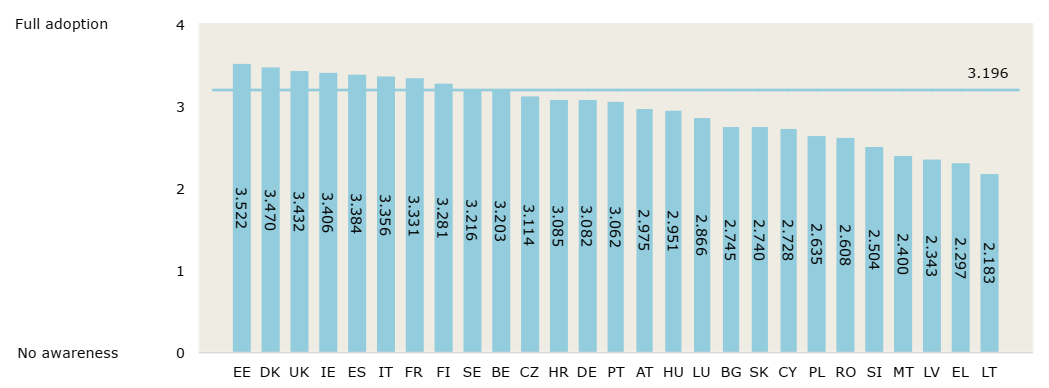 Full adoption
4
3.196
3
2
1
No awareness
0
3.522 3.470 3.432 3.406 3.384 3.356 3.331 3.281 3.216 3.203 3.114 3.085 3.082 3.062 2.975 2.951 2.866 2.745 2.740 2.728 2.635 2.608 2.504 2.400 2.343 2.297 2.183
EE DK UK IE ES IT FR FI SE BE CZ HR DE PT AT HU LU BG SK CY PL RO SI MT LV EL LT